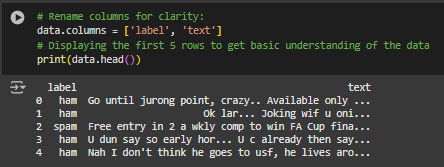 # Rename columns for clarity:
data.columns = ['label', 'text']
# Displaying the first 5 rows to get basic understanding of the data
print(data.head())
label text
0 ham Go until jurong point, crazy.. Available only ...
1 ham Ok lar... Joking wif u oni...
2 spam Free entry in 2 a wkly comp to win FA Cup fina...
3 ham U dun say so early hor... U c already then say...
4 ham Nah I don't think he goes to usf, he lives aro...